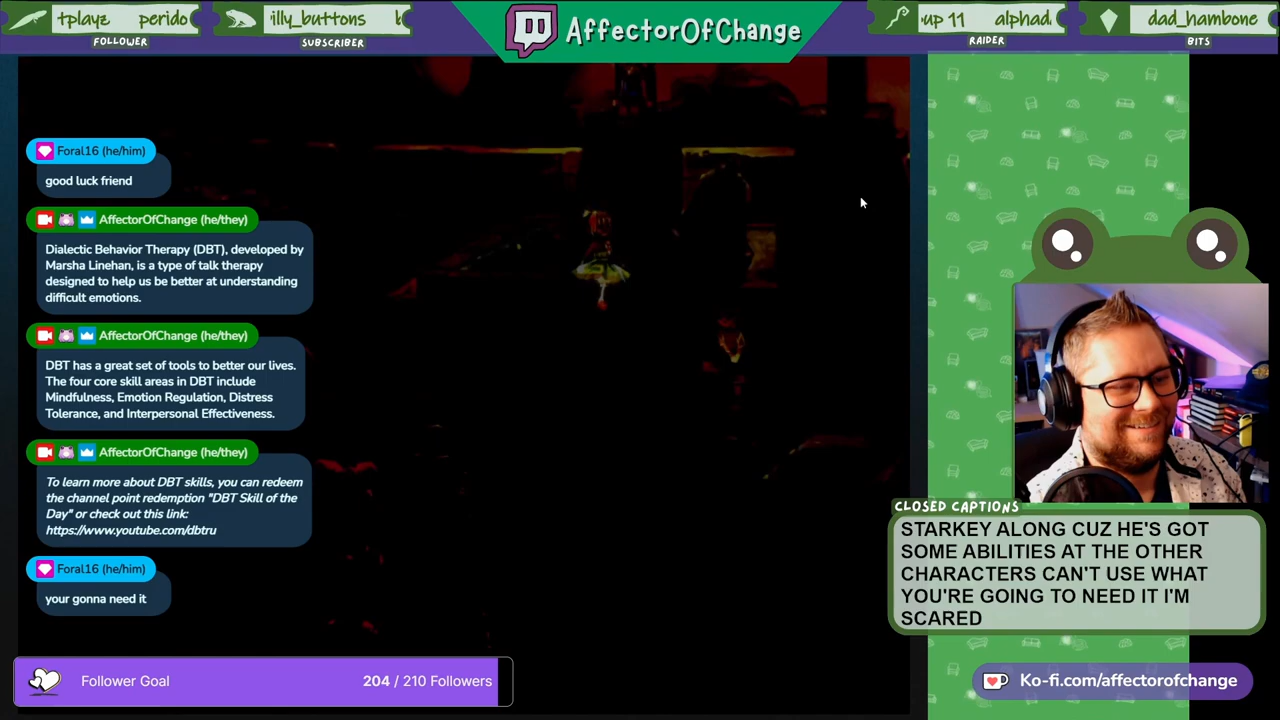 tplaye perido
FOLLOWER
illy_buttons
SUBSCRIBER
AffectorOfChange
up 11 alphad
RAIDER
dad_hambone
BITS
Foral16 (he/him)
good luck friend
AffectorOfChange (he/they)
Dialectic Behavior Therapy (DBT), developed by
Marsha Linehan, is a type of talk therapy
designed to help us be better at understanding
difficult emotions.
AffectorOfChange (he/they)
DBT has a great set of tools to better our lives.
The four core skill areas in DBT include
Mindfulness, Emotion Regulation, Distress
Tolerance, and Interpersonal Effectiveness.
AffectorOfChange (he/they)
To learn more about DBT skills, you can redeem
the channel point redemption "DBT Skill of the
Day" or check out this link:
https://www.youtube.com/dbtru
Foral16 (he/him)
your gonna need it
Follower Goal 204 / 210 Followers
CLOSED CAPTIONS
STARKEY ALONG CUZ HE'S GOT
SOME ABILITIES AT THE OTHER
CHARACTERS CAN'T USE WHAT
YOU'RE GOING TO NEED IT I'M
SCARED
Ko-fi.com/affectorofchange